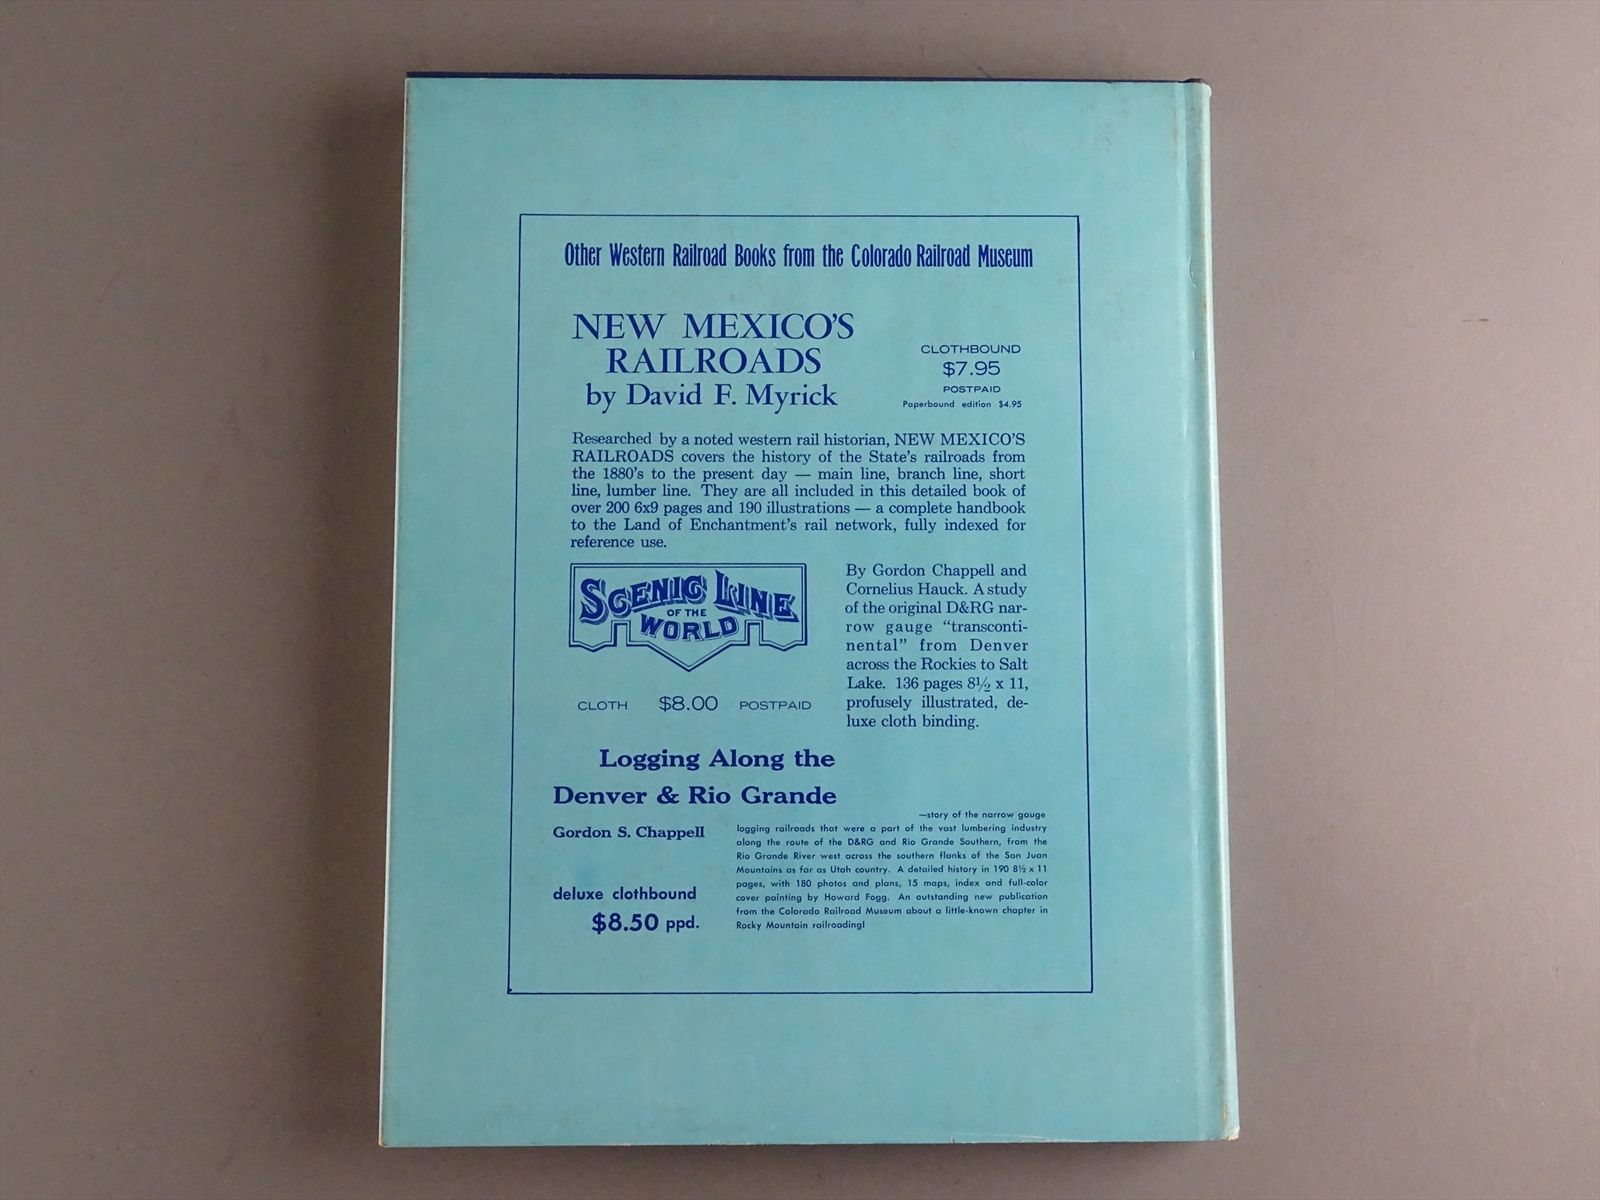 Other Western Railroad Books from the Colorado Railroad Museum
NEW MEXICO'S
RAILROADS
by David F. Myrick
CLOTHBOUND
$7.95
POSTPAID
Paperbound edition $4.95
Researched by a noted western rail historian, NEW MEXICO'S
RAILROADS covers the history of the State's railroads from
the 1880's to the present day — main line, branch line, short
line, lumber line. They are all included in this detailed book of
over 200 6x9 pages and 190 illustrations — a complete handbook
to the Land of Enchantment's rail network, fully indexed for
reference use.
SCENIC LINE
OF THE
WORLD
CLOTH $8.00 POSTPAID
By Gordon Chappell and
Cornelius Hauck. A study
of the original D&RG nar-
row gauge "transconti-
nental" from Denver
across the Rockies to Salt
Lake. 136 pages 8½ x 11,
profusely illustrated, de-
luxe cloth binding.
Logging Along the
Denver & Rio Grande
Gordon S. Chappell
deluxe clothbound
$8.50 ppd.
—story of the narrow gauge
logging railroads that were a part of the vast lumbering industry
along the route of the D&RG and Rio Grande Southern, from the
Rio Grande River west across the southern flanks of the San Juan
Mountains as far as Utah country. A detailed history in 190 8½ x 11
pages, with 180 photos and plans, 15 maps, index and full-color
cover painting by Howard Fogg. An outstanding new publication
from the Colorado Railroad Museum about a little-known chapter in
Rocky Mountain railroading!